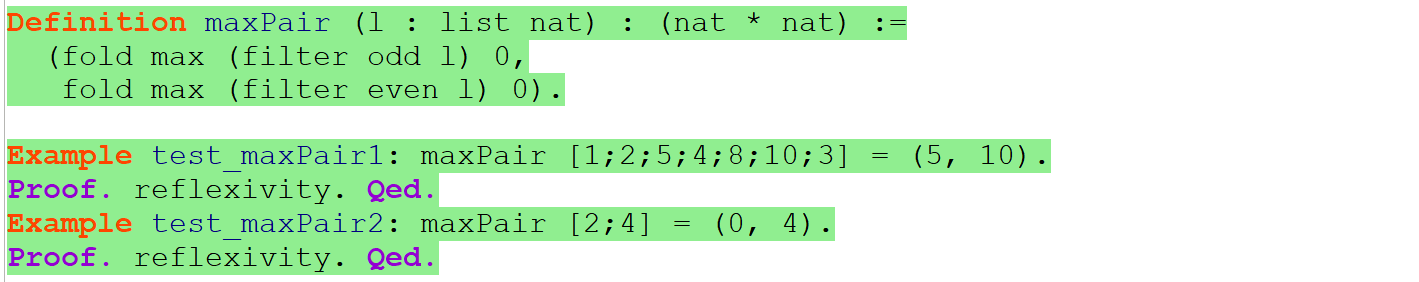 Definition maxPair (l : list nat) : (nat * nat) :=
  (fold max (filter odd l) 0,
   fold max (filter even l) 0).

Example test_maxPair1: maxPair [1;2;5;4;8;10;3] = (5, 10).
Proof. reflexivity. Qed.
Example test_maxPair2: maxPair [2;4] = (0, 4).
Proof. reflexivity. Qed.